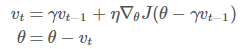 v_t = γv_{t−1} + η∇_θ J(θ − γv_{t−1})
θ = θ − v_t